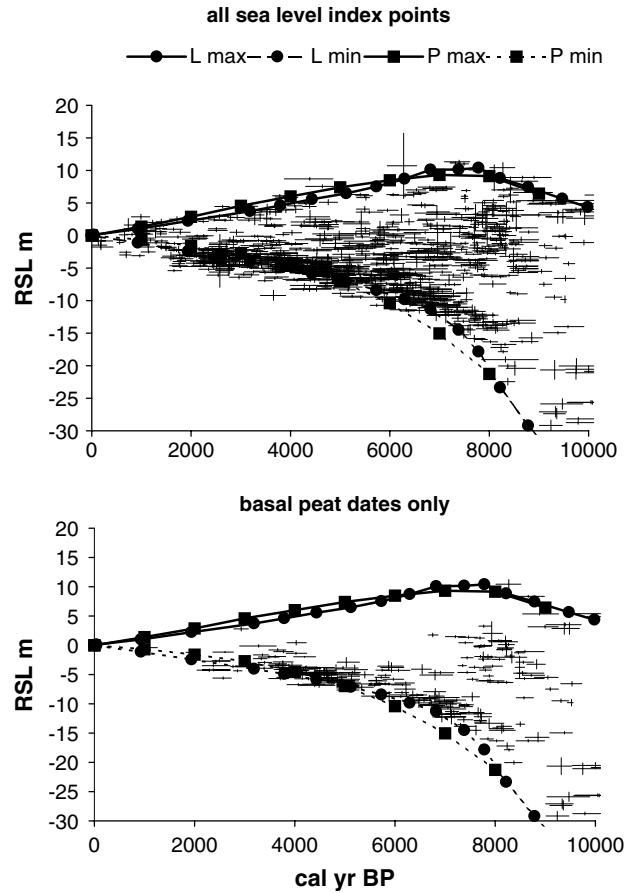 all sea level index points
L max L min P max P min
20
15
10
5
0
-5
-10
-15
-20
-25
-30
RSL m
0 2000 4000 6000 8000 10000
basal peat dates only
20
15
10
5
0
-5
-10
-15
-20
-25
-30
RSL m
0 2000 4000 6000 8000 10000
cal yr BP